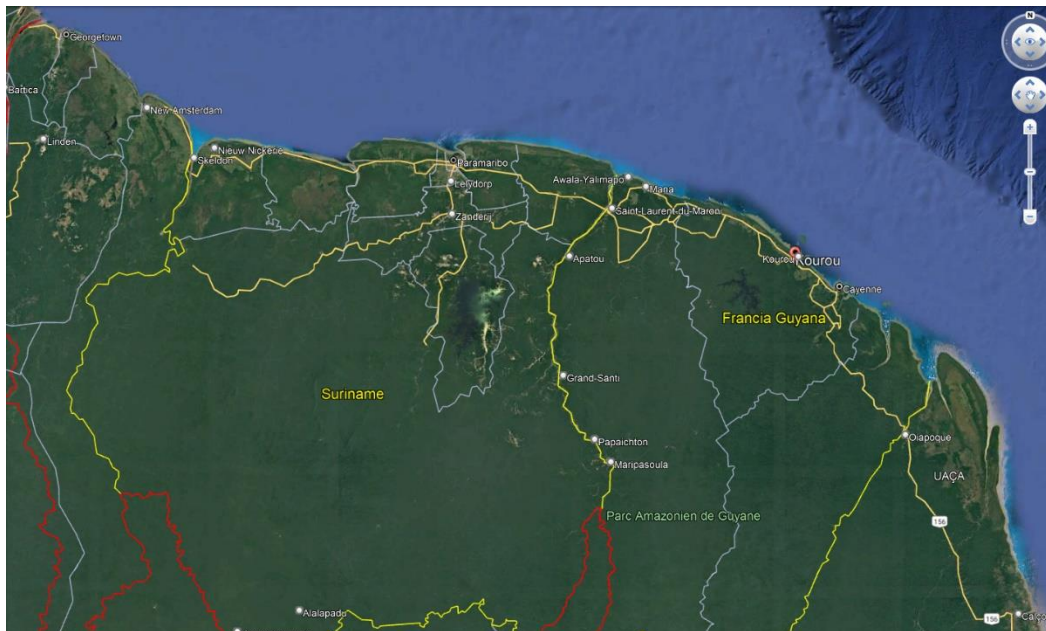 N
Georgetown
Bartica
New Amsterdam
Linden
Nieuw Nickerie
Skeldon
Paramaribo
Lelydorp
Awala-Yalimapo
Mana
Zanderij
Saint-Laurent-du-Maroni
Apatou
Kourou
Kourou
Cayenne
Francia Guyana
Grand-Santi
Suriname
Papaichton
Oiapoque
Maripasoula
UAÇA
Parc Amazonien de Guyane
156
Alalapadu
156